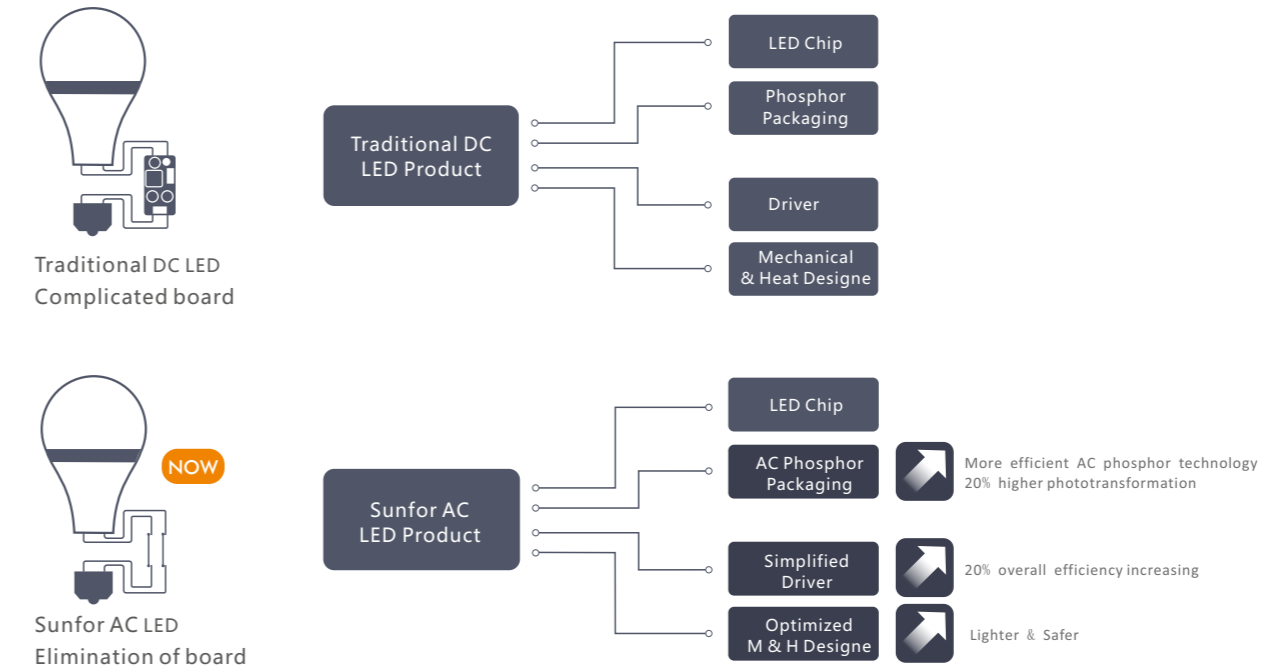 LED Chip
Phosphor
Packaging
Traditional DC
LED Product
Driver
Mechanical
& Heat Designe
Traditional DC LED
Complicated board
NOW
LED Chip
AC Phosphor
Packaging
More efficient AC phosphor technology
20% higher phototransformation
Sunfor AC
LED Product
Simplified
Driver
20% overall efficiency increasing
Optimized
M & H Designe
Lighter & Safer
Sunfor AC LED
Elimination of board